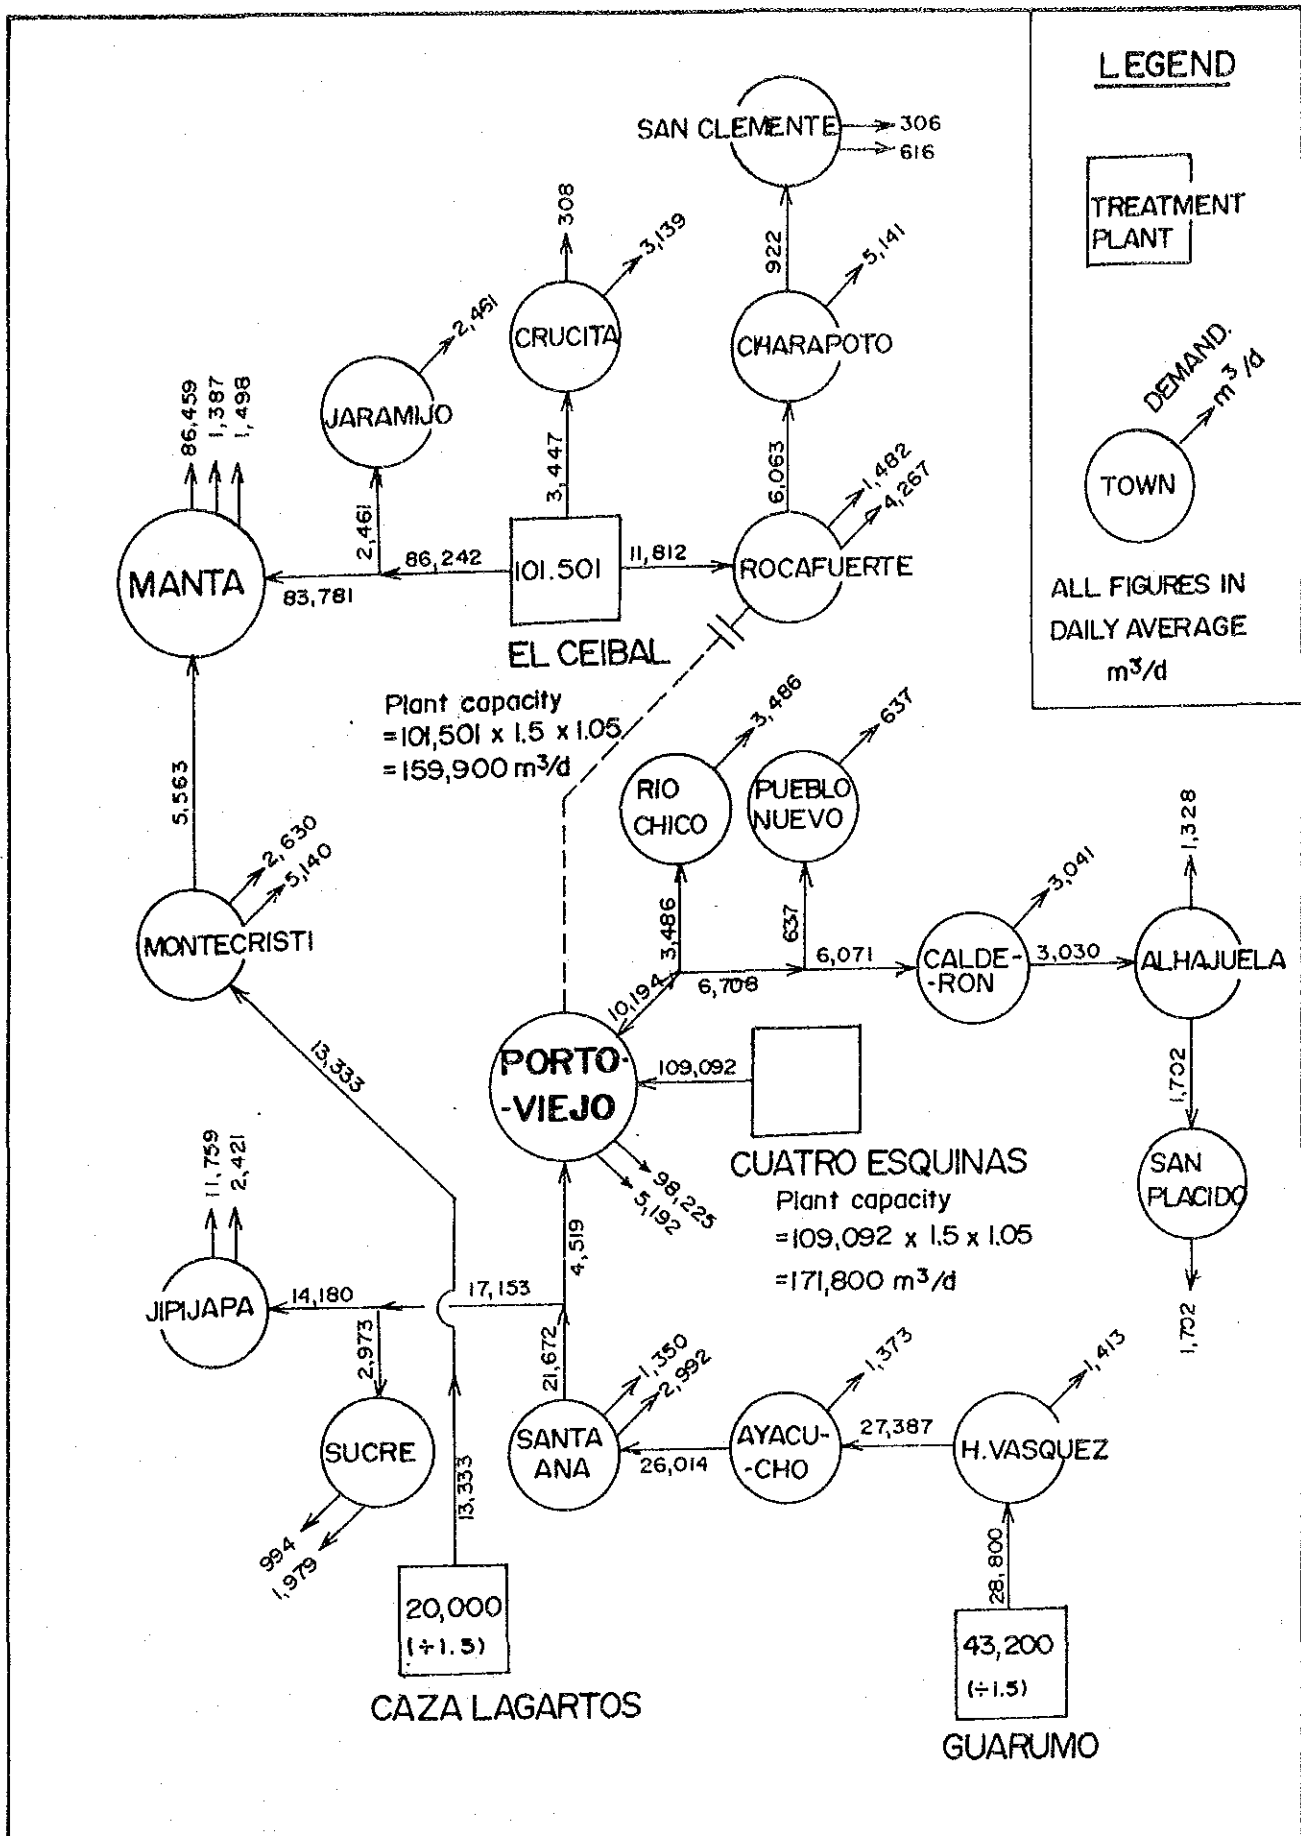 LEGEND
TREATMENT
PLANT
DEMAND.
m³/d
TOWN
ALL FIGURES IN
DAILY AVERAGE
m³/d
SAN CLEMENTE
306
616
922
308
3,139
CRUCITA
3,447
5,141
CHARAPOTO
6,063
2,461
JARAMIJO
2,461
86,459
1,387
1,498
MANTA
83,781
86,242
101.501
EL CEIBAL
11,812
1,482
4,267
ROCAFUERTE
Plant capacity
=101,501 x 1.5 x 1.05
=159,900 m³/d
5,563
2,630
5,140
MONTECRISTI
13,333
3,486
RIO
CHICO
3,486
637
PUEBLO
NUEVO
637
10,194
6,708
6,071
3,041
CALDE-
-RON
3,030
1,328
ALHAJUELA
1,702
SAN
PLACIDO
1,702
PORTO-
-VIEJO
109,092
98,225
5,192
CUATRO ESQUINAS
Plant capacity
=109,092 x 1.5 x 1.05
=171,800 m³/d
4,519
11,759
2,421
JIPIJAPA
14,180
17,153
2,973
SUCRE
994
1,979
21,672
1,350
2,992
SANTA
ANA
26,014
1,373
AYACU-
-CHO
27,387
1,413
H.VASQUEZ
28,800
13,333
20,000
(÷1.5)
CAZA LAGARTOS
43,200
(÷1.5)
GUARUMO